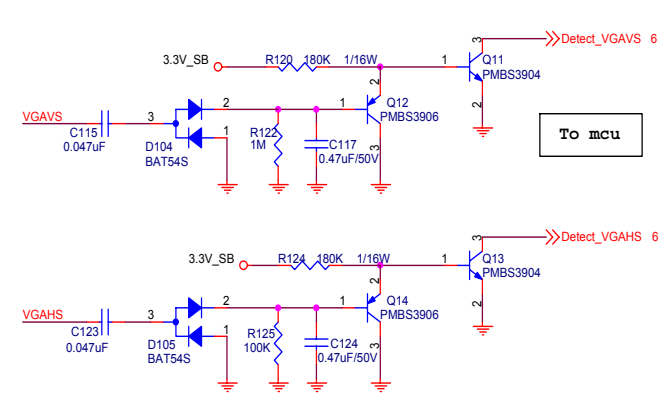 3
Detect_VGAVS 6
3.3V_SB R120 180K 1/16W 1 Q11
PMBS3904
2
2
VGAVS 3 2 1 Q12
PMBS3906
C115
0.047uF
D104
BAT54S
1
R122
1M
C117
0.47uF/50V
3
To mcu
3
Detect_VGAHS 6
3.3V_SB R124 180K 1/16W 1 Q13
PMBS3904
2
2
VGAHS 3 2 1 Q14
PMBS3906
C123
0.047uF
D105
BAT54S
1
R125
100K
C124
0.47uF/50V
3